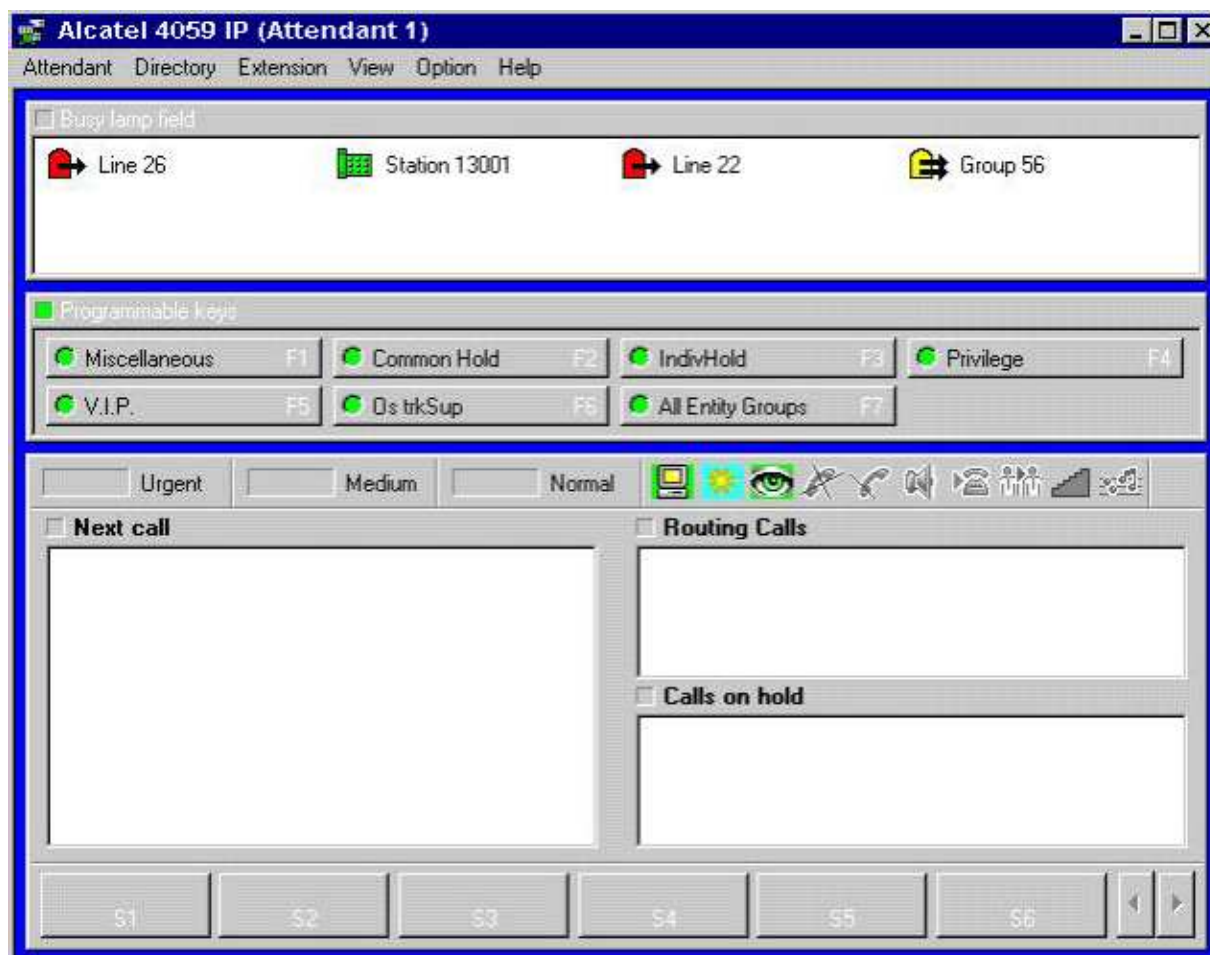 Alcatel 4059 IP (Attendant 1)
Attendant Directory Extension View Option Help
Busy lamp field
Line 26 Station 13001 Line 22 Group 56
Programmable keys
Miscellaneous F1 Common Hold F2 IndivHold F3 Privilege F4
V.I.P. F5 Ds trkSup F6 All Entity Groups F7
Urgent Medium Normal
Next call Routing Calls
Calls on hold
S1 S2 S3 S4 S5 S6